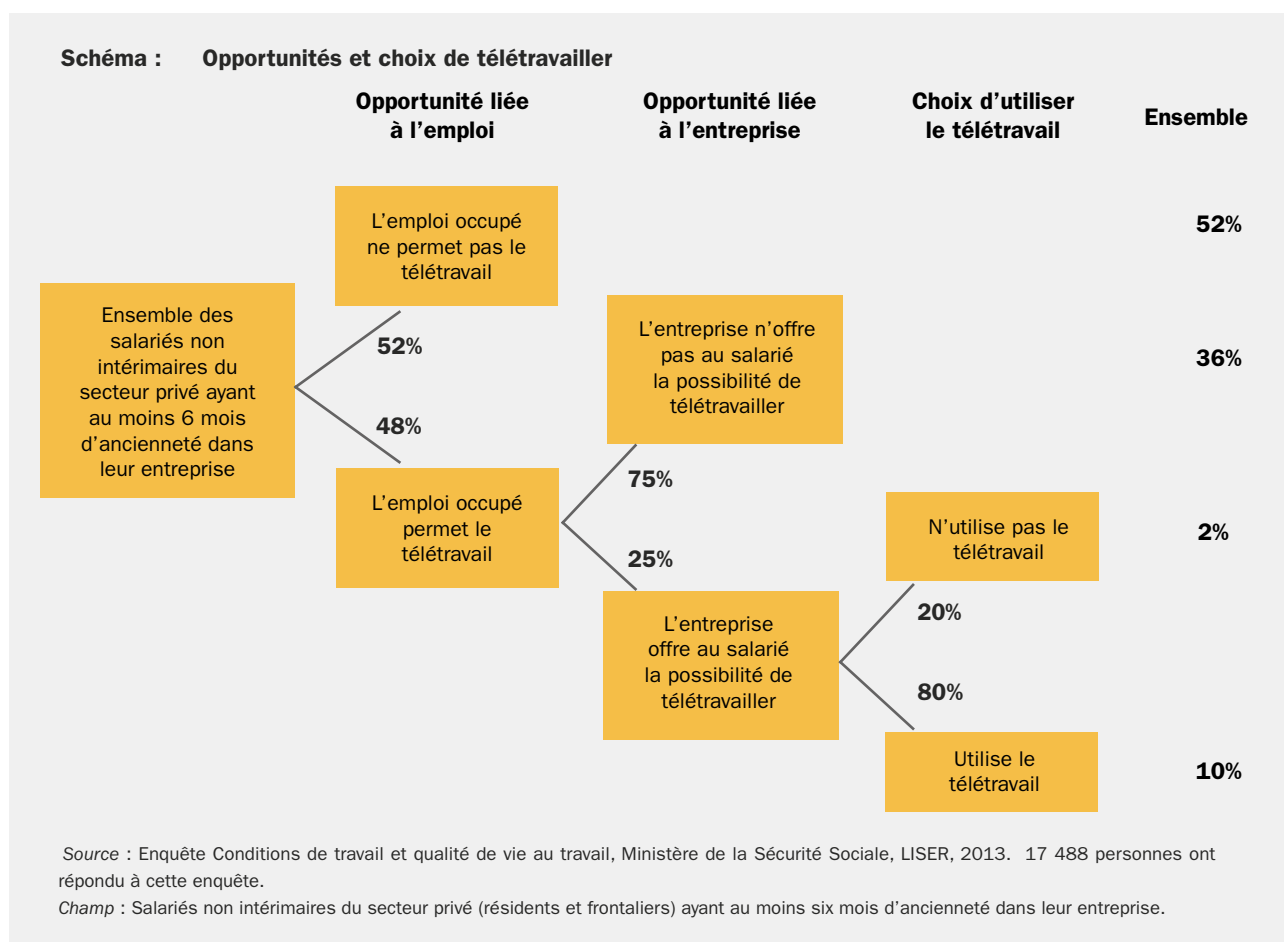 Schéma : Opportunités et choix de télétravailler
Opportunité liée
à l'emploi
Opportunité liée
à l'entreprise
Choix d'utiliser
le télétravail
Ensemble
L'emploi occupé
ne permet pas le
télétravail
52%
Ensemble des
salariés non
intérimaires du
secteur privé ayant
au moins 6 mois
d'ancienneté dans
leur entreprise
52%
48%
L'entreprise n'offre
pas au salarié
la possibilité de
télétravailler
36%
L'emploi occupé
permet le
télétravail
75%
25%
N'utilise pas le
télétravail
2%
L'entreprise
offre au salarié
la possibilité de
télétravailler
20%
80%
Utilise le
télétravail
10%
Source : Enquête Conditions de travail et qualité de vie au travail, Ministère de la Sécurité Sociale, LISER, 2013. 17 488 personnes ont
répondu à cette enquête.
Champ : Salariés non intérimaires du secteur privé (résidents et frontaliers) ayant au moins six mois d'ancienneté dans leur entreprise.